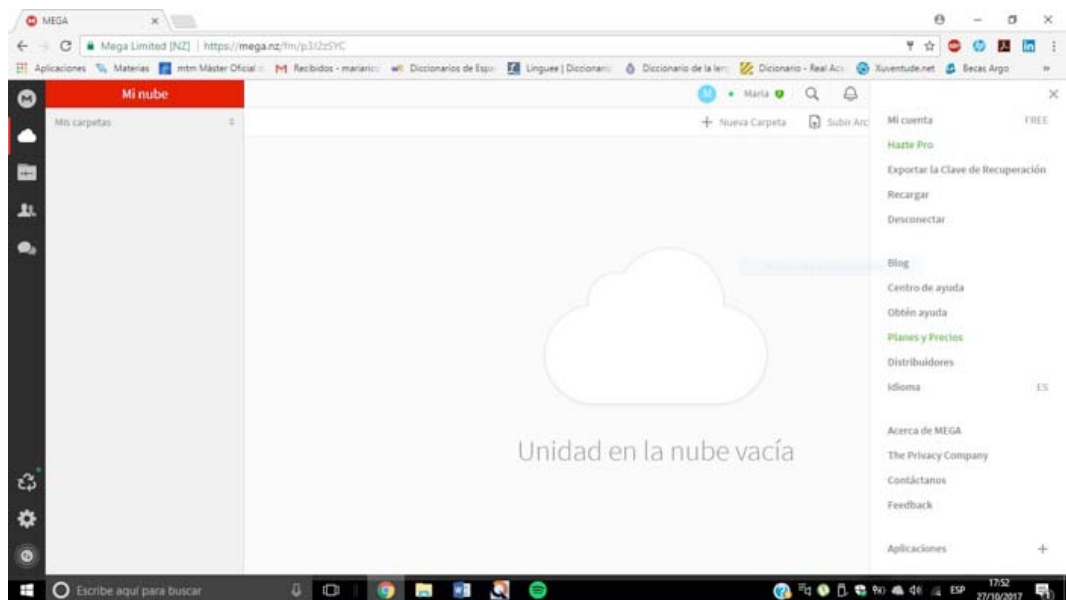 MEGA
Mega Limited [NZ] | https://mega.nz/fm/p3I2zSYC
Aplicaciones Materias mtm Máster Oficial Recibidos - mariaric Diccionarios de Espa Linguee | Diccionario Diccionario de la len Dicionario - Real Aca Xuventude.net Becas Argo »
Mi nube
Maria
Mis carpetas
Nueva Carpeta Subir Arc
Mi cuenta FREE
Hazte Pro
Exportar la Clave de Recuperación
Recargar
Desconectar
Blog
Centro de ayuda
Obtén ayuda
Planes y Precios
Distribuidores
Idioma ES
Acerca de MEGA
The Privacy Company
Contáctanos
Feedback
Aplicaciones +
Unidad en la nube vacía
Escribe aquí para buscar
ESP
17:52
27/10/2017